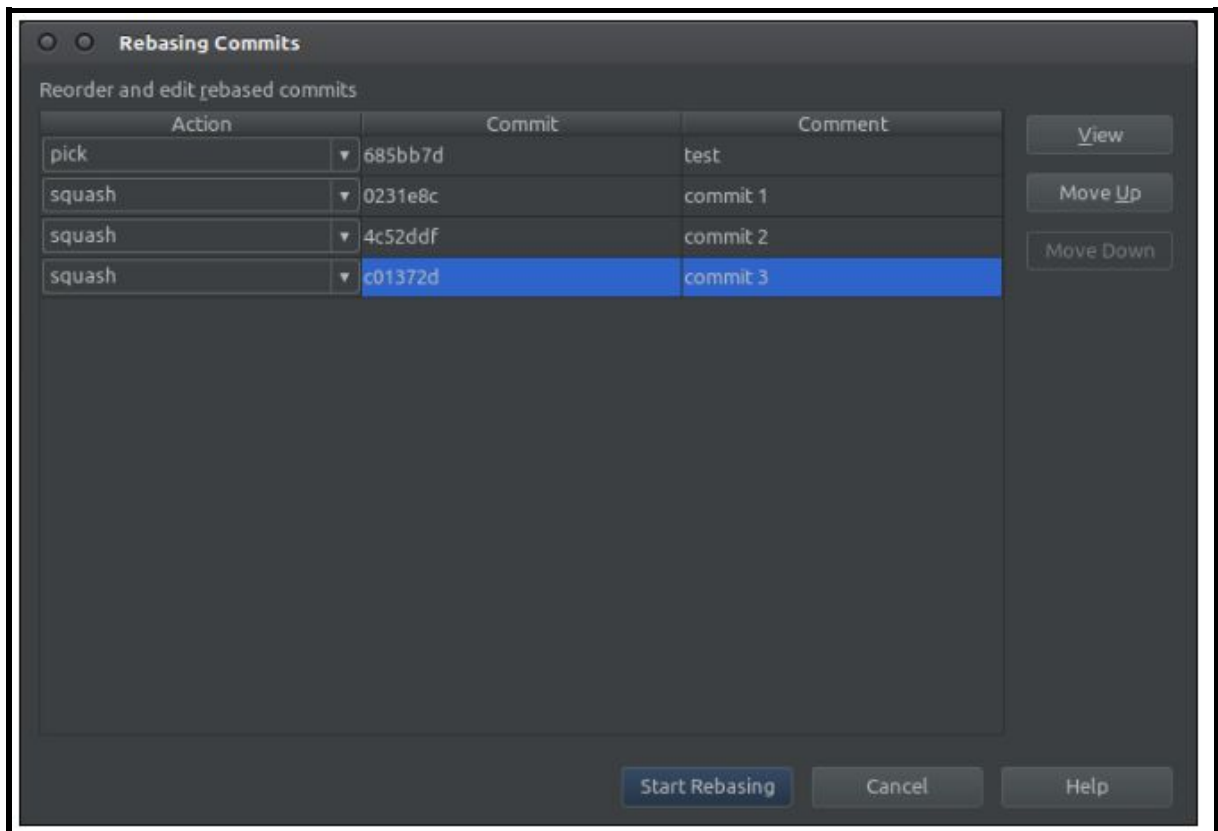 Rebasing Commits
Reorder and edit rebased commits
Action Commit Comment
View
pick 685bb7d test
squash 0231e8c commit 1
Move Up
squash 4c52ddf commit 2
Move Down
squash c01372d commit 3
Start Rebasing Cancel Help